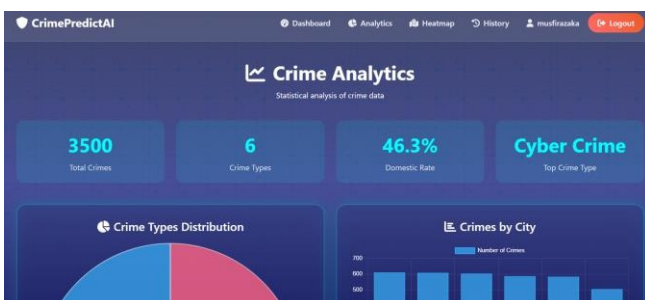 CrimePredictAI Dashboard Analytics Heatmap History musfirazaka Logout
Crime Analytics
Statistical analysis of crime data
3500 6 46.3% Cyber Crime
Total Crimes Crime Types Domestic Rate Top Crime Type
Crime Types Distribution
Crimes by City
Number of Crimes
700
600
500